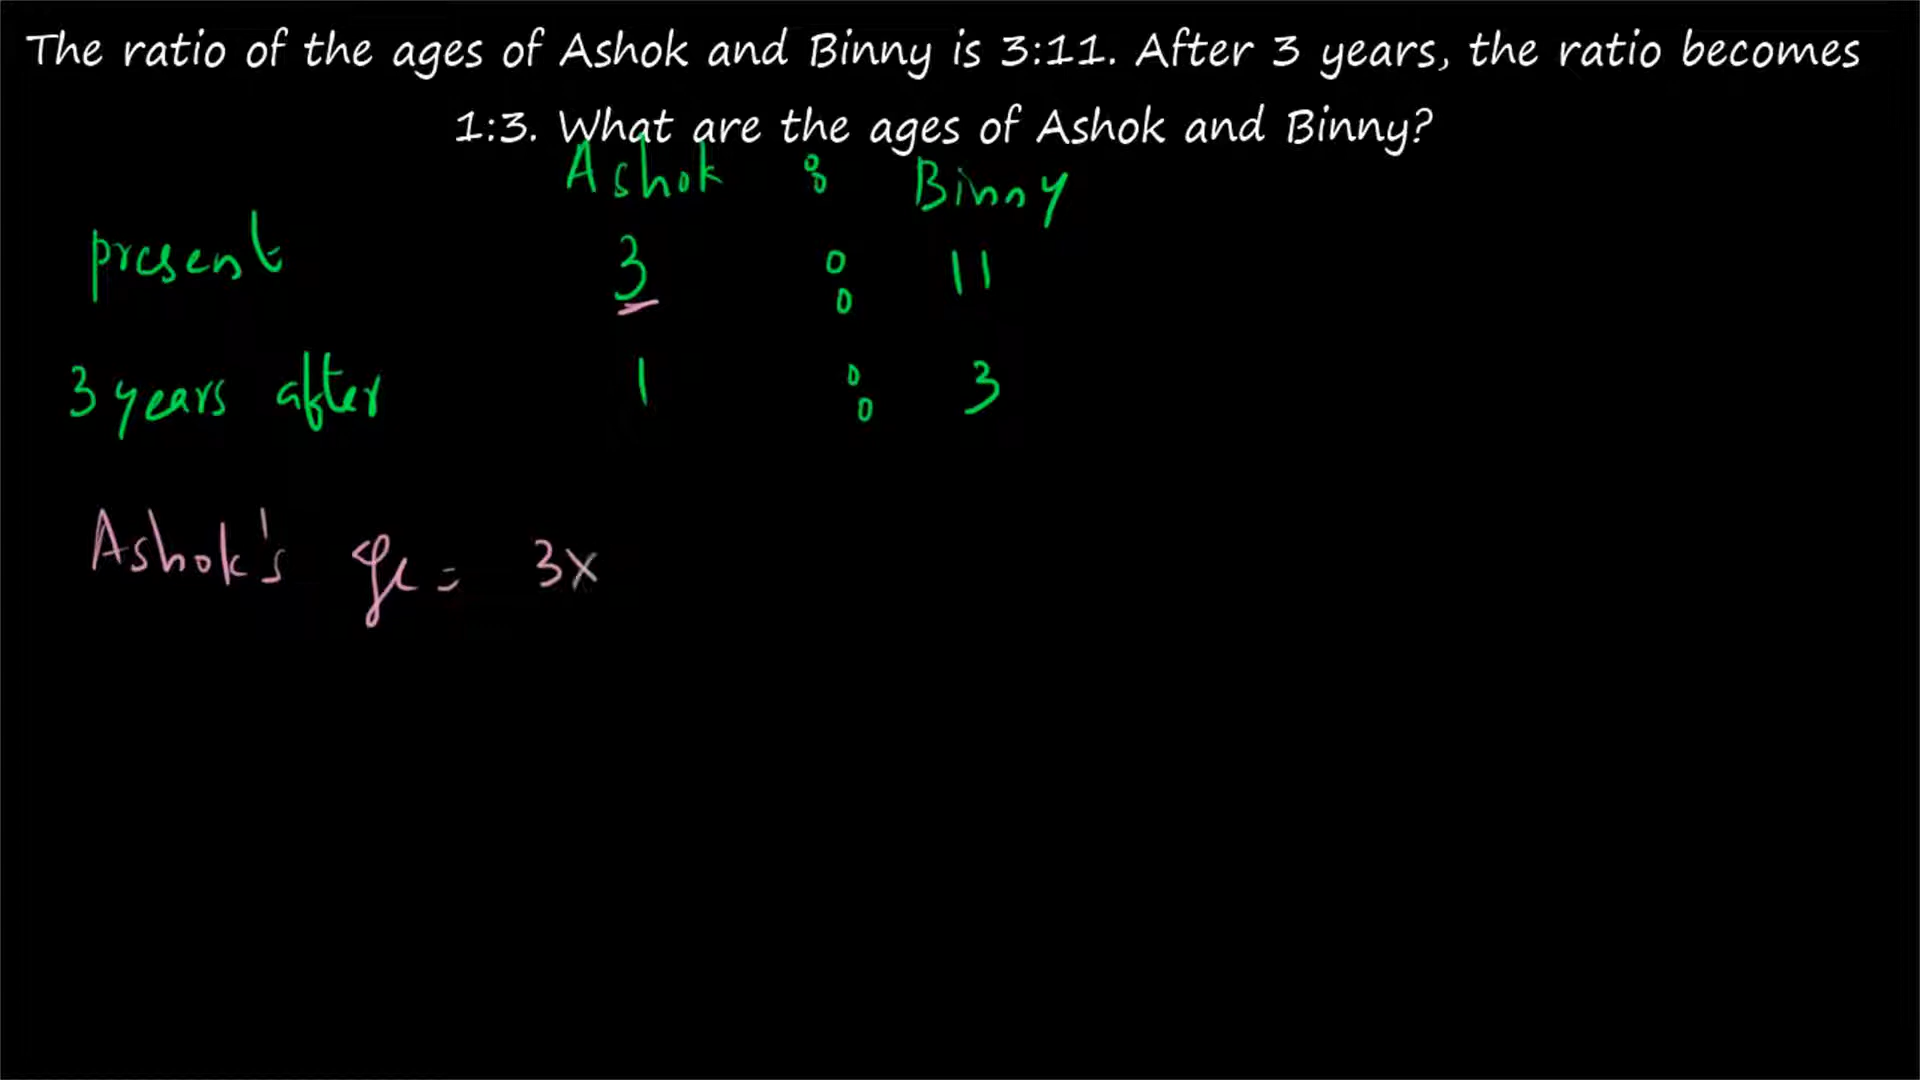 The ratio of the ages of Ashok and Binny is 3:11. After 3 years, the ratio becomes
1:3. What are the ages of Ashok and Binny?
Ashok : Binny
present 3 : 11
3 years after 1 : 3
Ashok's age = 3x